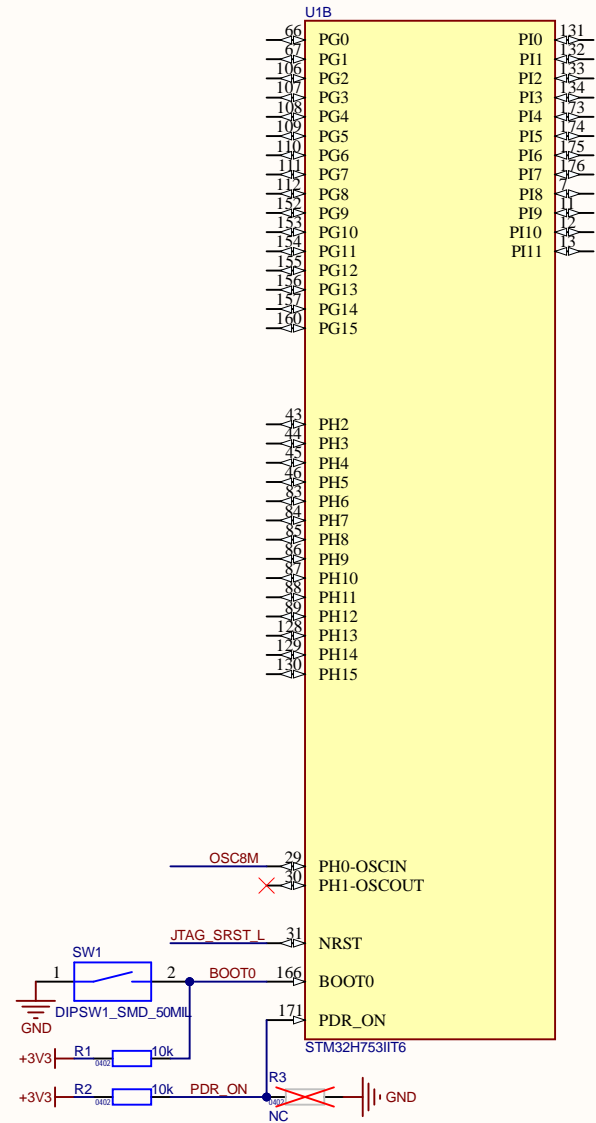 U1B
66 PG0 PI0 131
67 PG1 PI1 132
106 PG2 PI2 133
107 PG3 PI3 134
108 PG4 PI4 173
109 PG5 PI5 174
110 PG6 PI6 175
111 PG7 PI7 176
112 PG8 PI8 7
152 PG9 PI9 11
153 PG10 PI10 12
154 PG11 PI11 13
155 PG12
156 PG13
157 PG14
160 PG15
43 PH2
44 PH3
45 PH4
46 PH5
83 PH6
84 PH7
85 PH8
86 PH9
87 PH10
88 PH11
89 PH12
128 PH13
129 PH14
130 PH15
OSC8M 29 PH0-OSCIN
30 PH1-OSCOUT
JTAG_SRST_L 31 NRST
SW1
1 2 BOOT0 166 BOOT0
GND DIPSW1_SMD_50MIL
171 PDR_ON
STM32H753IIT6
+3V3 R1 0402 10k
+3V3 R2 0402 10k PDR_ON R3 0402 GND
NC